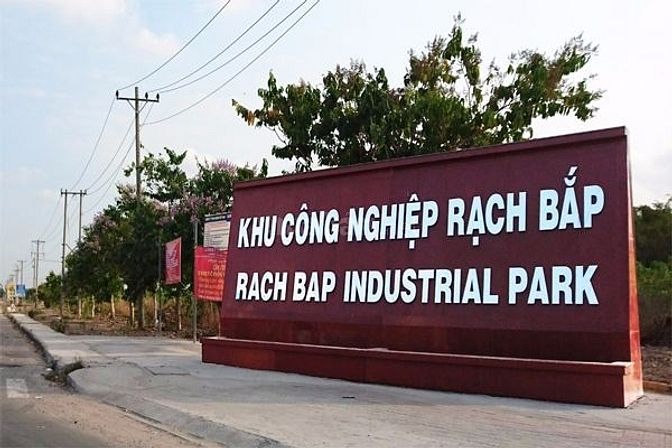 KHU CÔNG NGHIỆP RẠCH BẮP
RACH BAP INDUSTRIAL PARK